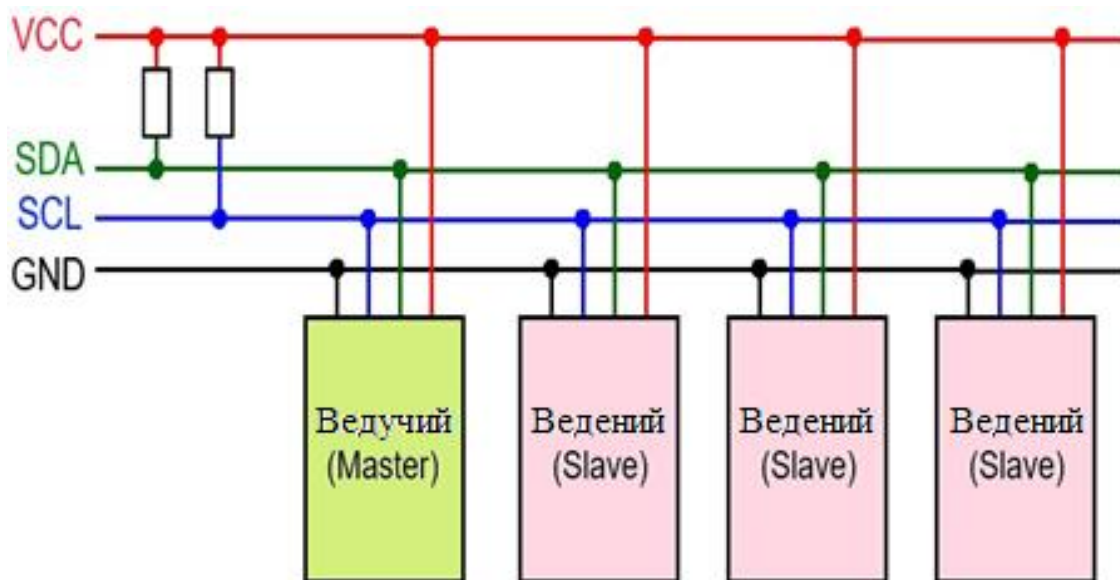 VCC
SDA
SCL
GND
Ведучий
(Master)
Ведений
(Slave)
Ведений
(Slave)
Ведений
(Slave)